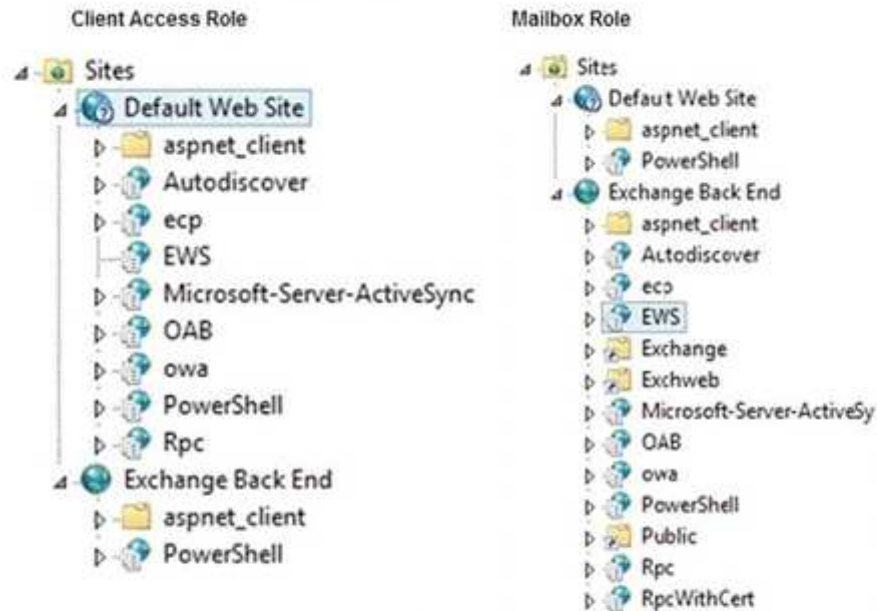 Client Access Role
Sites
Default Web Site
aspnet_client
Autodiscover
ecp
EWS
Microsoft-Server-ActiveSync
OAB
owa
PowerShell
Rpc
Exchange Back End
aspnet_client
PowerShell
Mailbox Role
Sites
Default Web Site
aspnet_client
PowerShell
Exchange Back End
aspnet_client
Autodiscover
ecp
EWS
Exchange
Exchweb
Microsoft-Server-ActiveSy
OAB
owa
PowerShell
Public
Rpc
RpcWithCert